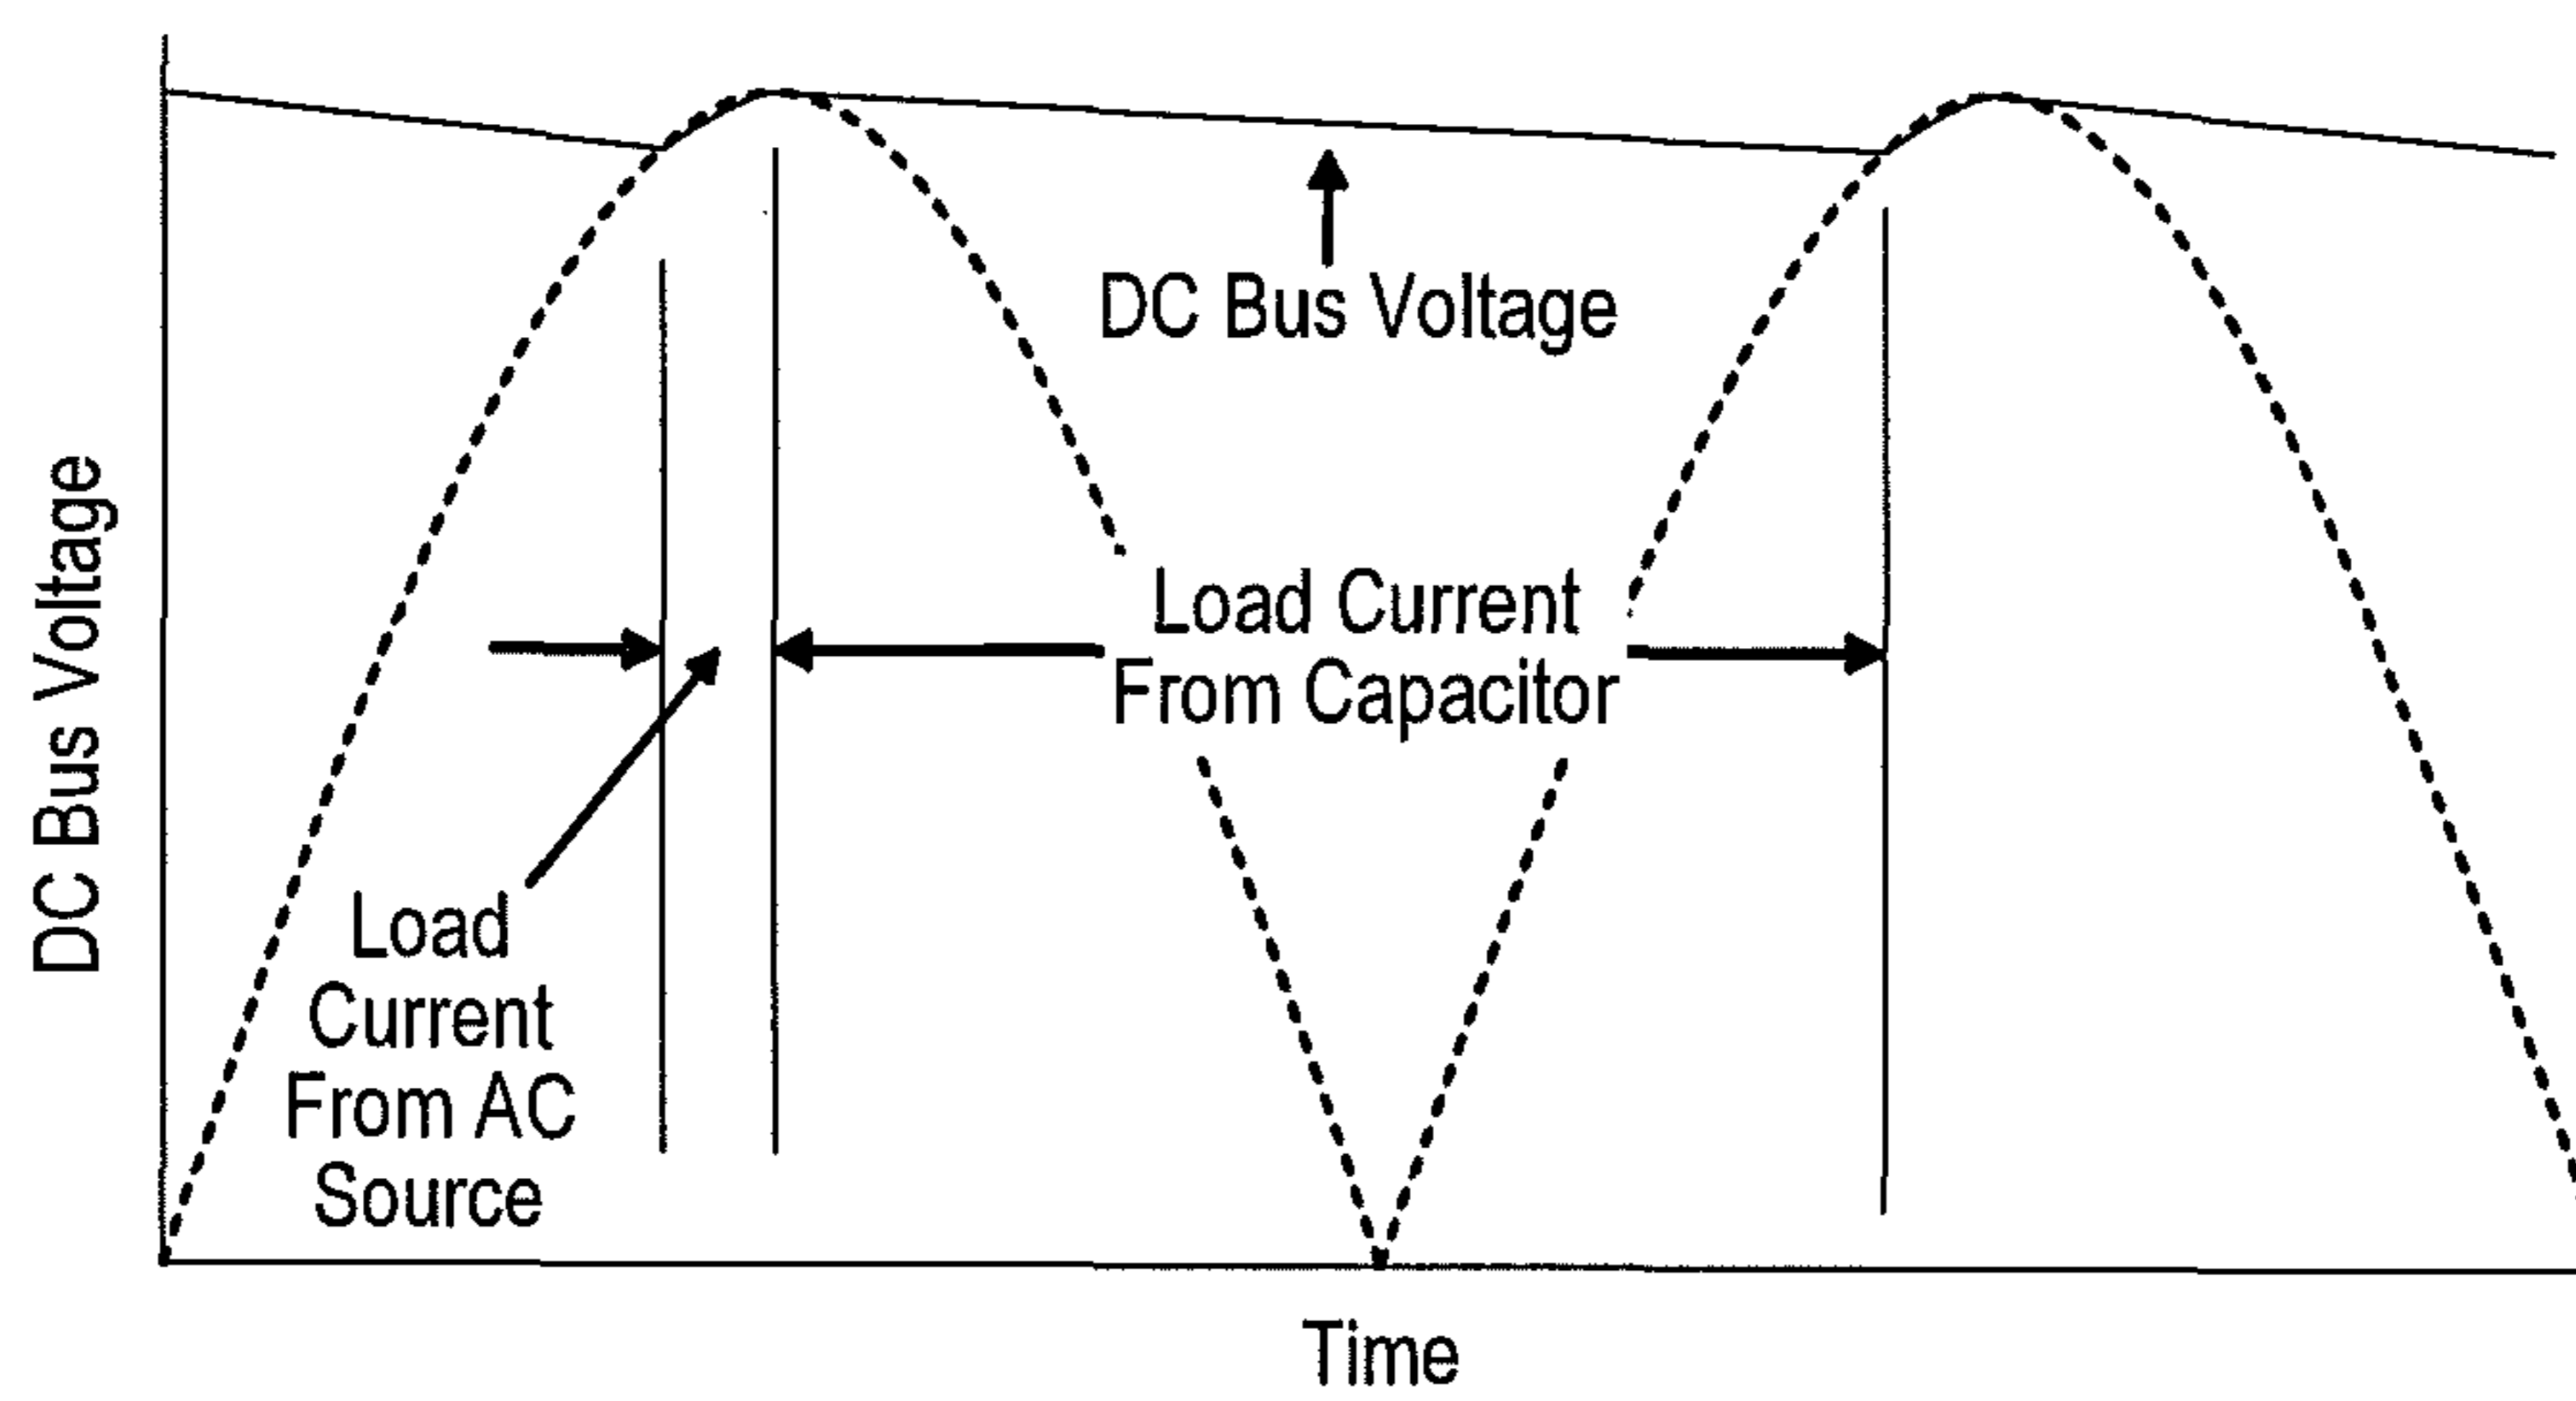 DC Bus Voltage
DC Bus Voltage
Load Current
From Capacitor
Load
Current
From AC
Source
Time